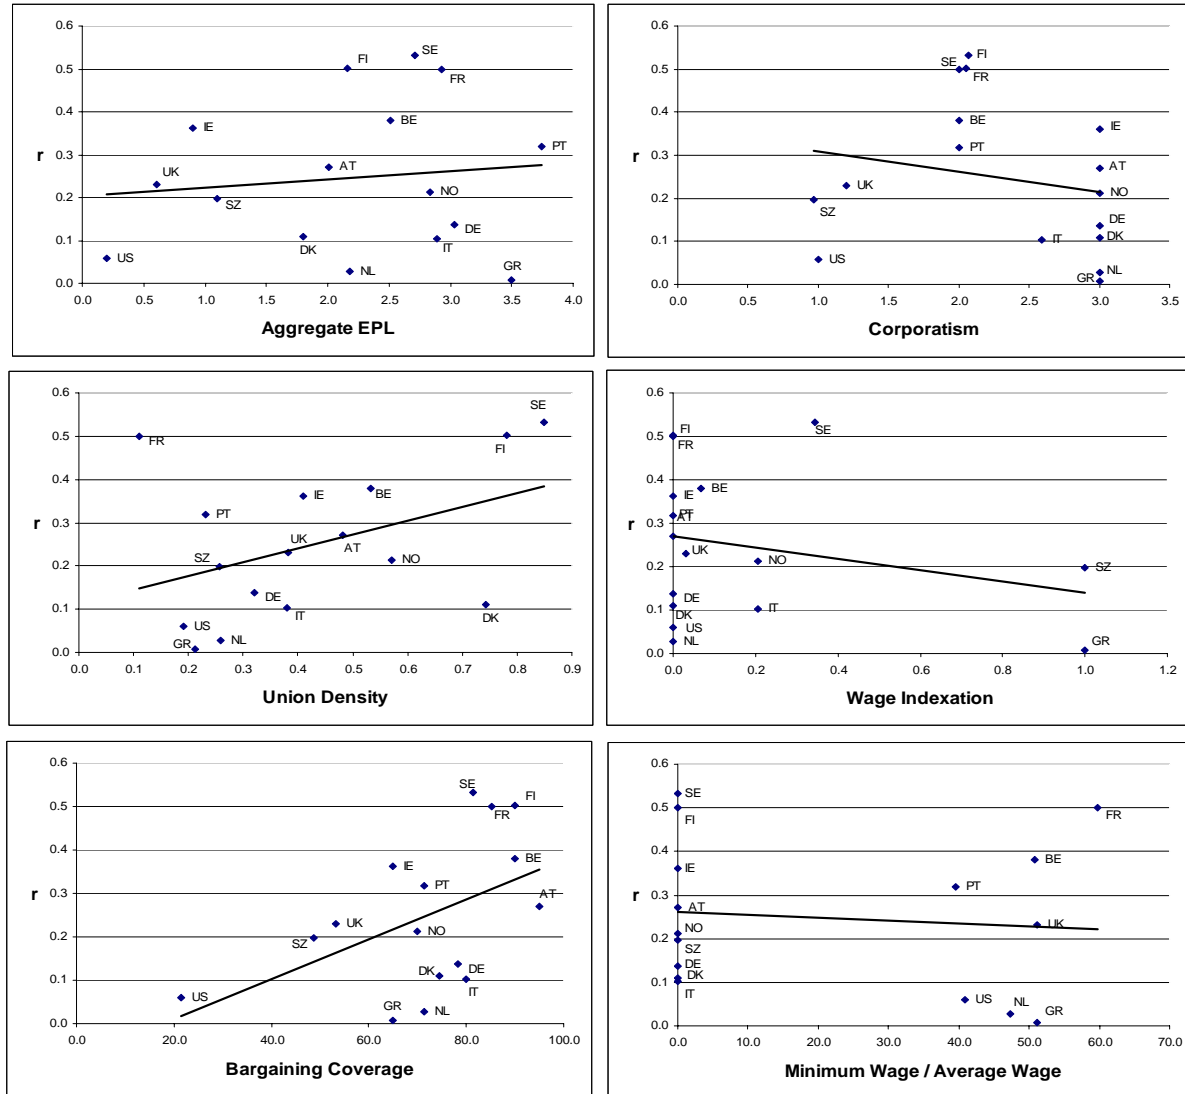 0.6
SE
FI
0.5
FR
0.4
BE
IE
PT
0.3
r
AT
UK
NO
0.2
SZ
DE
0.1
DK
IT
US
NL
GR
0.0
0.0 0.5 1.0 1.5 2.0 2.5 3.0 3.5 4.0
Aggregate EPL
0.6
FI
SE
0.5
FR
0.4
BE
IE
PT
0.3
r
AT
UK
NO
0.2
SZ
DE
DK
IT
0.1
US
NL
GR
0.0
0.0 0.5 1.0 1.5 2.0 2.5 3.0 3.5
Corporatism
0.6
SE
0.5
FR
FI
0.4
BE
IE
PT
0.3
r
UK
AT
SZ
NO
0.2
DE
IT
DK
0.1
US
NL
GR
0.0
0.0 0.1 0.2 0.3 0.4 0.5 0.6 0.7 0.8 0.9
Union Density
0.6
FI
SE
0.5
FR
0.4
BE
IE
PT
AT
0.3
r
UK
NO
SZ
0.2
DE
IT
0.1
DK
US
NL
GR
0.0
0.0 0.2 0.4 0.6 0.8 1.0 1.2
Wage Indexation
0.6
SE
FI
0.5
FR
0.4
BE
IE
PT
0.3
r
AT
UK
NO
SZ
0.2
DK
DE
0.1
IT
US
GR
NL
0.0
0.0 20.0 40.0 60.0 80.0 100.0
Bargaining Coverage
0.6
SE
0.5
FI
FR
0.4
BE
IE
PT
0.3
r
AT
UK
NO
0.2
SZ
DE
DK
0.1
IT
US
NL
GR
0.0
0.0 10.0 20.0 30.0 40.0 50.0 60.0 70.0
Minimum Wage / Average Wage